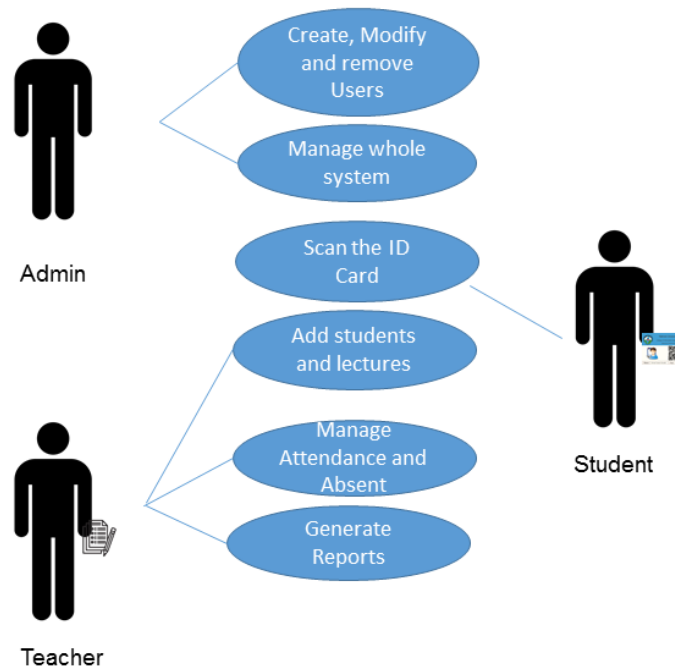 Create, Modify
and remove
Users
Manage whole
system
Admin
Scan the ID
Card
Add students
and lectures
Manage
Attendance and
Absent
Student
Generate
Reports
Teacher